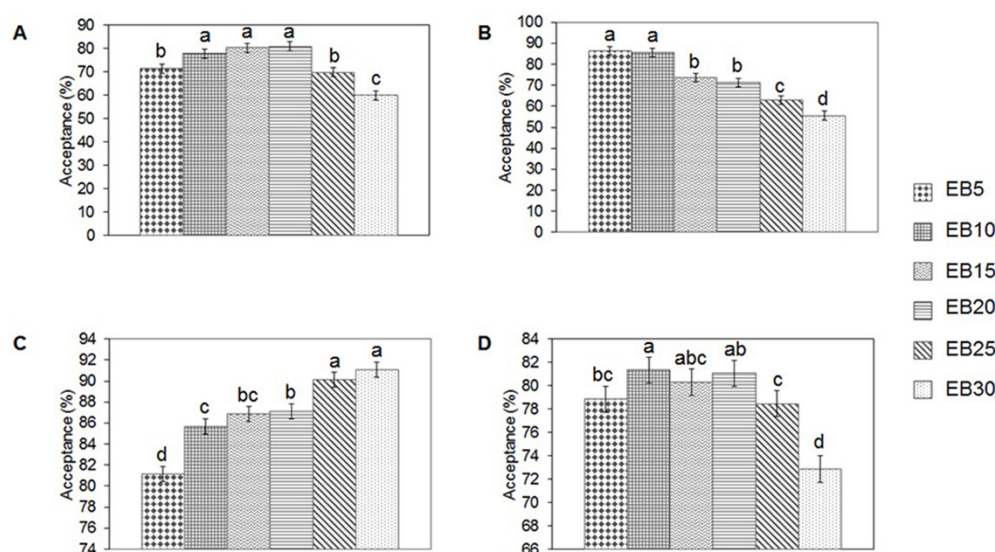 A
Acceptance (%)
90
80
70
60
50
40
30
20
10
0
b
a
a
a
b
c
B
Acceptance (%)
100
90
80
70
60
50
40
30
20
10
0
a
a
b
b
c
d
C
Acceptance (%)
94
92
90
88
86
84
82
80
78
76
74
d
c
bc
b
a
a
D
Acceptance (%)
84
82
80
78
76
74
72
70
68
66
bc
a
abc
ab
c
d
EB5
EB10
EB15
EB20
EB25
EB30